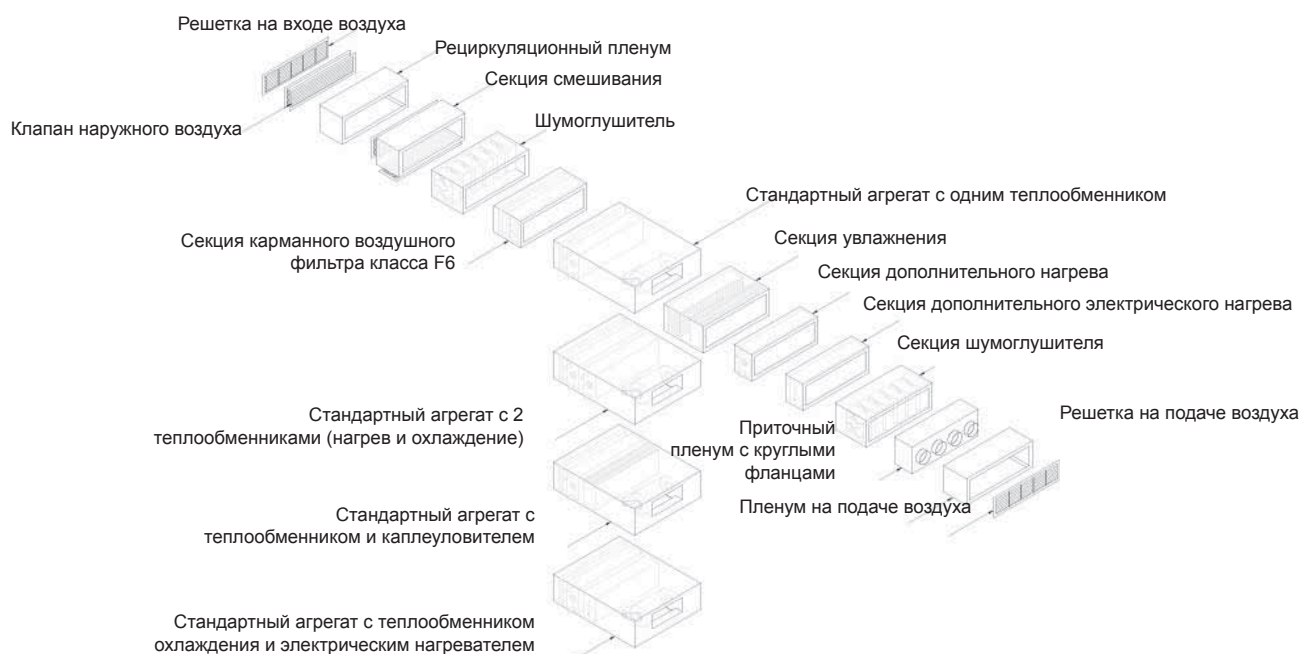 Решетка на входе воздуха
Рециркуляционный пленум
Секция смешивания
Клапан наружного воздуха
Шумоглушитель
Стандартный агрегат с одним теплообменником
Секция карманного воздушного
фильтра класса F6
Секция увлажнения
Секция дополнительного нагрева
Секция дополнительного электрического нагрева
Секция шумоглушителя
Стандартный агрегат с 2
теплообменниками (нагрев и охлаждение)
Решетка на подаче воздуха
Приточный
пленум с круглыми
фланцами
Пленум на подаче воздуха
Стандартный агрегат с
теплообменником и каплеуловителем
Стандартный агрегат с теплообменником
охлаждения и электрическим нагревателем